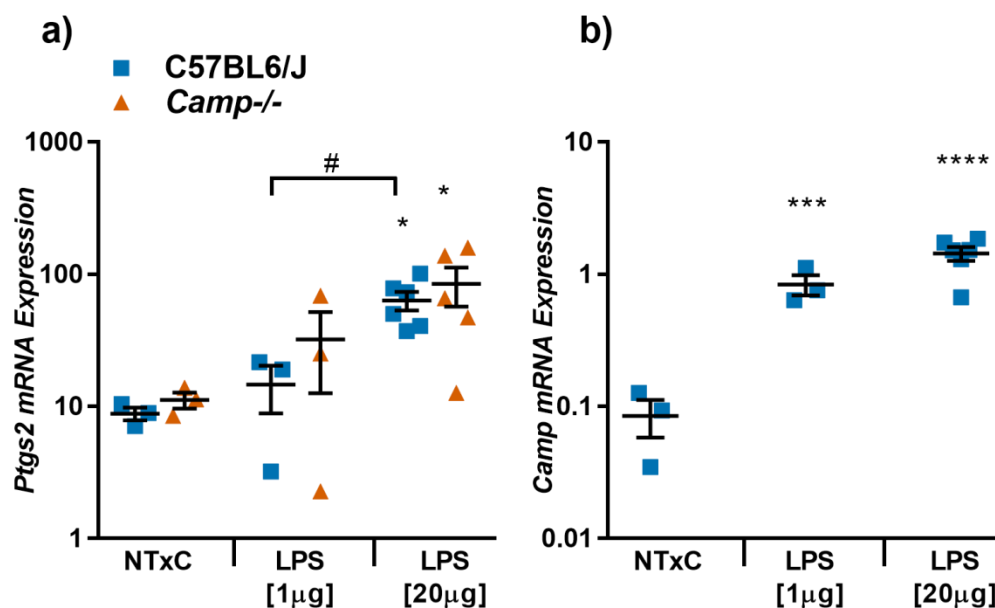 a)
C57BL6/J
Camp-/-
Ptgs2 mRNA Expression
1000
100
10
1
#
*
*
NTxC
LPS
[1µg]
LPS
[20µg]
b)
Camp mRNA Expression
10
1
0.1
0.01
***
****
NTxC
LPS
[1µg]
LPS
[20µg]